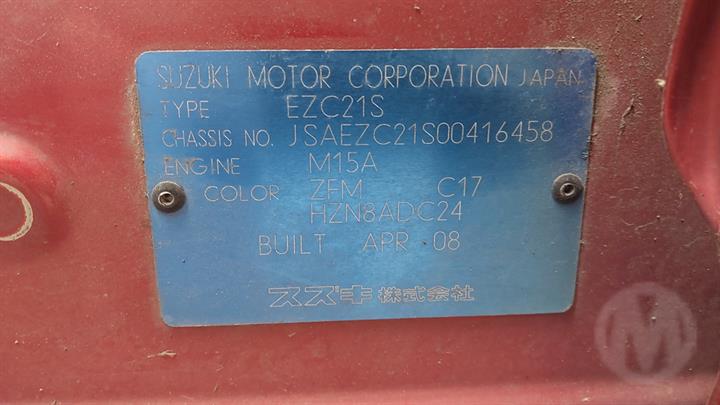 SUZUKI MOTOR CORPORATION JAPAN
TYPE EZC21S
CHASSIS NO. JSAEZC21S00416458
ENGINE M15A
COLOR ZFM C17
HZN8ADC24
BUILT APR 08
スズキ株式会社
M